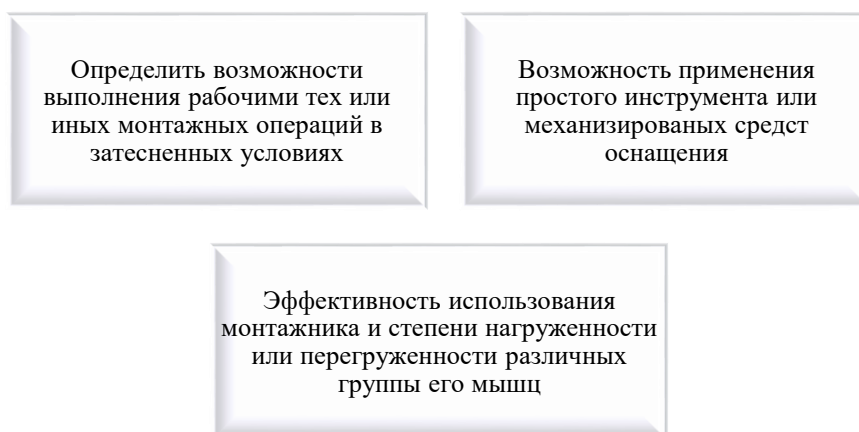 Определить возможности
выполнения рабочими тех или
иных монтажных операций в
затесненных условиях
Возможность применения
простого инструмента или
механизированых средст
оснащения
Эффективность использования
монтажника и степени нагруженности
или перегруженности различных
группы его мышц